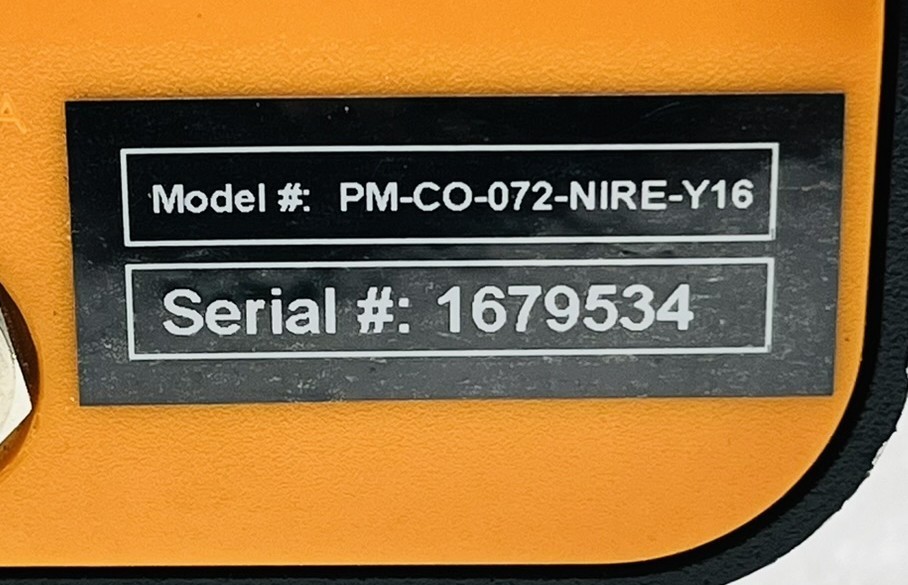 A
Model #: PM-CO-072-NIRE-Y16
Serial #: 1679534